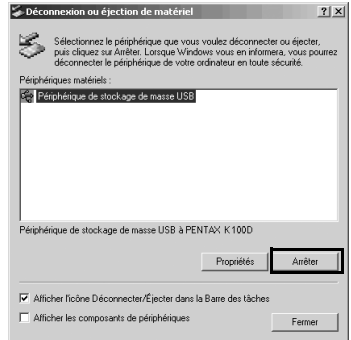 Déconnexion ou éjection de matériel
Sélectionnez le périphérique que vous voulez déconnecter ou éjecter,
puis cliquez sur Arrêter. Lorsque Windows vous en informera, vous pourrez
déconnecter le périphérique de votre ordinateur en toute sécurité.
Périphériques matériels :
Périphérique de stockage de masse USB
Périphérique de stockage de masse USB à PENTAX K100D
Propriétés
Arrêter
Afficher l'icône Déconnecter/Éjecter dans la Barre des tâches
Afficher les composants de périphériques
Fermer